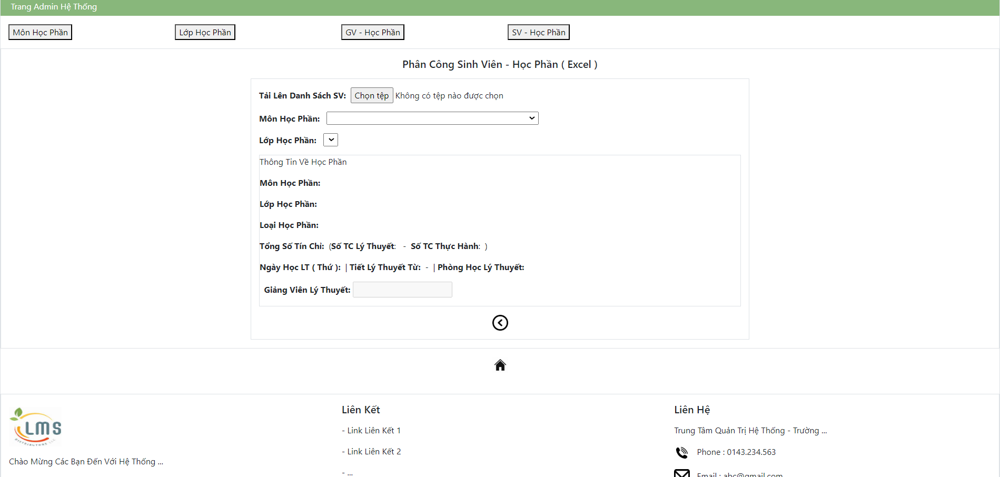 Trang Admin Hệ Thống
Môn Học Phần
Lớp Học Phần
GV - Học Phần
SV - Học Phần
Phân Công Sinh Viên - Học Phần ( Excel )
Tải Lên Danh Sách SV: Chọn tệp Không có tệp nào được chọn
Môn Học Phần:
Lớp Học Phần:
Thông Tin Về Học Phần
Môn Học Phần:
Lớp Học Phần:
Loại Học Phần:
Tổng Số Tín Chỉ: (Số TC Lý Thuyết: - Số TC Thực Hành: )
Ngày Học LT ( Thứ ): | Tiết Lý Thuyết Từ: - | Phòng Học Lý Thuyết:
Giảng Viên Lý Thuyết:
LMS
Chào Mừng Các Bạn Đến Với Hệ Thống ...
Liên Kết
- Link Liên Kết 1
- Link Liên Kết 2
- ...
Liên Hệ
Trung Tâm Quản Trị Hệ Thống - Trường ...
Phone : 0143.234.563
Email : abc@gmail.com